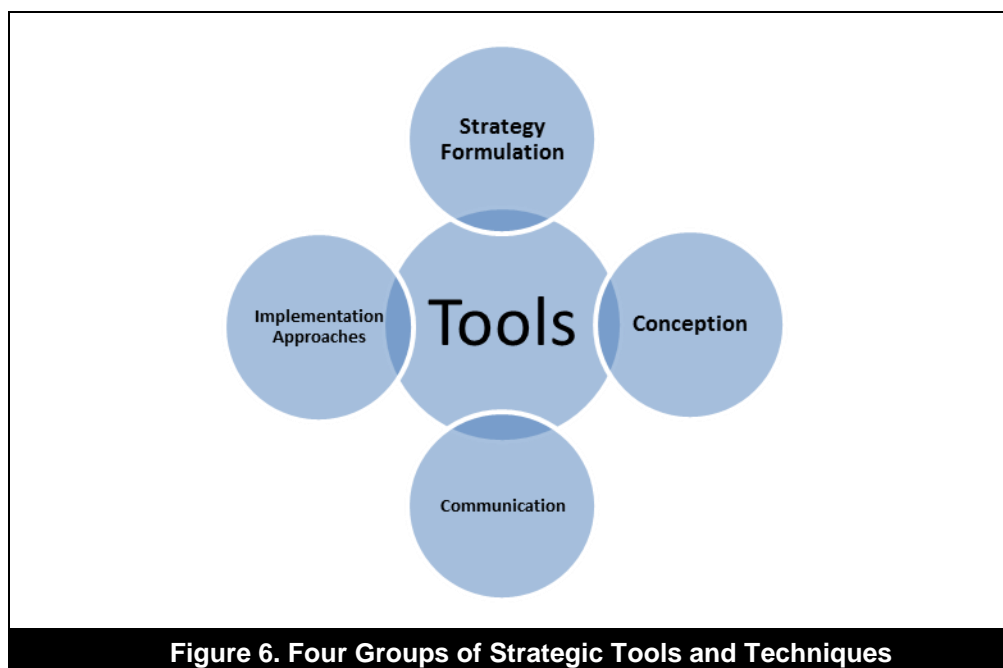 Strategy
Formulation
Implementation
Approaches
Tools
Conception
Communication
Figure 6. Four Groups of Strategic Tools and Techniques